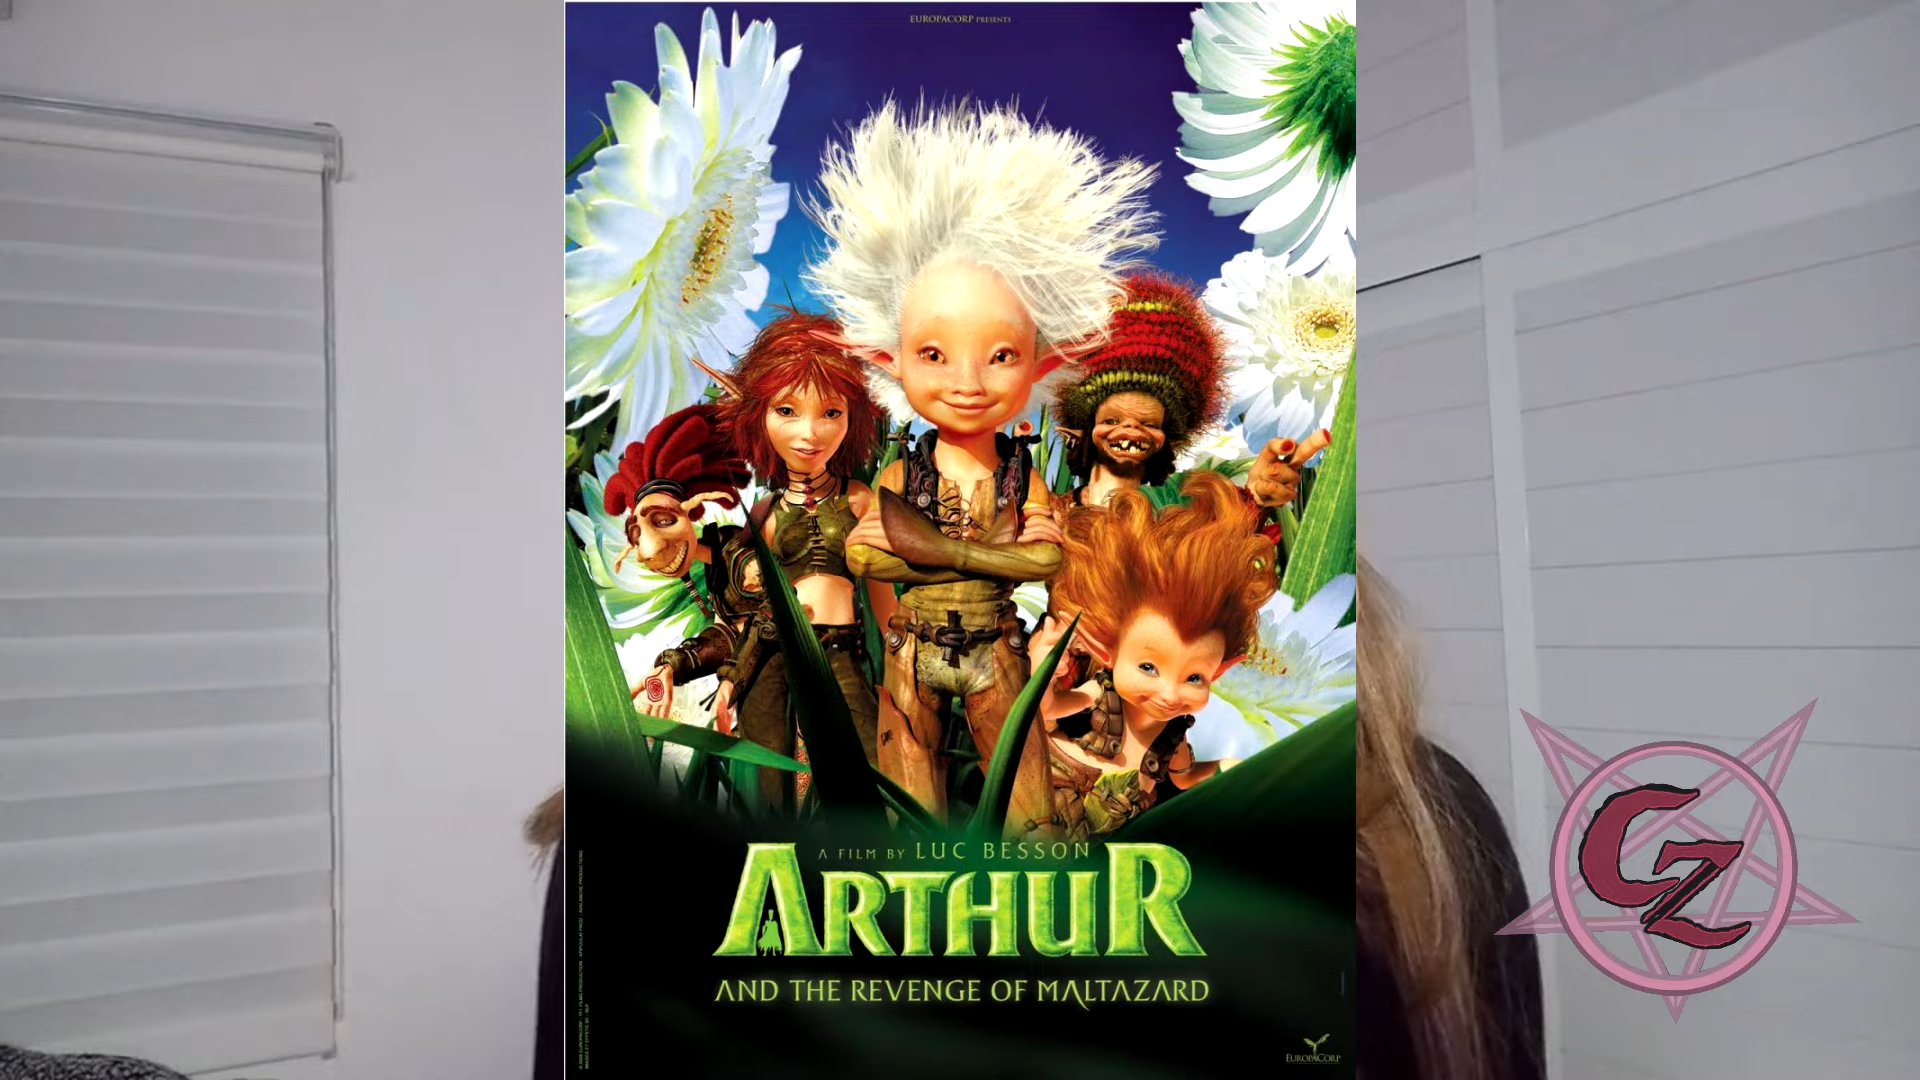 EUROPACORP PRESENTS
A FILM BY LUC BESSON
ARTHUR
AND THE REVENGE OF MALTAZARD
EUROPACORP
CZ